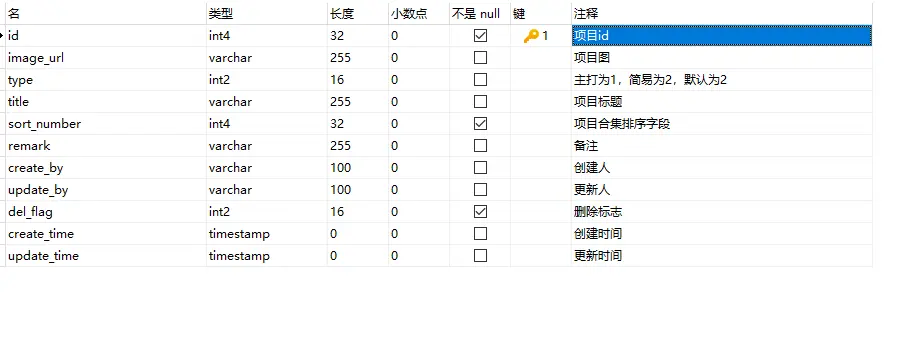 名 类型 长度 小数点 不是 null 键 注释
id int4 32 0 1 项目id
image_url varchar 255 0 项目图
type int2 16 0 主打为1，简易为2，默认为2
title varchar 255 0 项目标题
sort_number int4 32 0 项目合集排序字段
remark varchar 255 0 备注
create_by varchar 100 0 创建人
update_by varchar 100 0 更新人
del_flag int2 16 0 删除标志
create_time timestamp 0 0 创建时间
update_time timestamp 0 0 更新时间